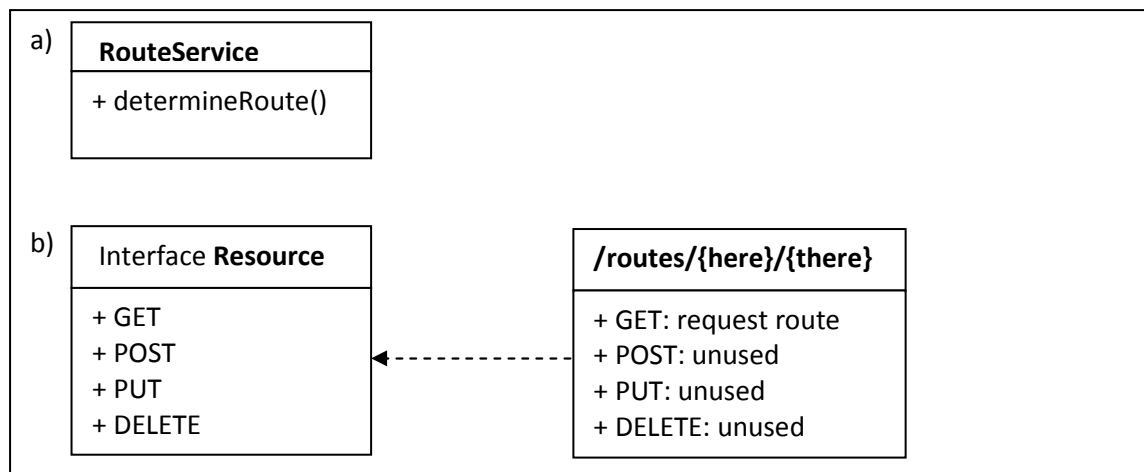 a)
RouteService
+ determineRoute()
b)
Interface Resource
+ GET
+ POST
+ PUT
+ DELETE
/routes/{here}/{there}
+ GET: request route
+ POST: unused
+ PUT: unused
+ DELETE: unused